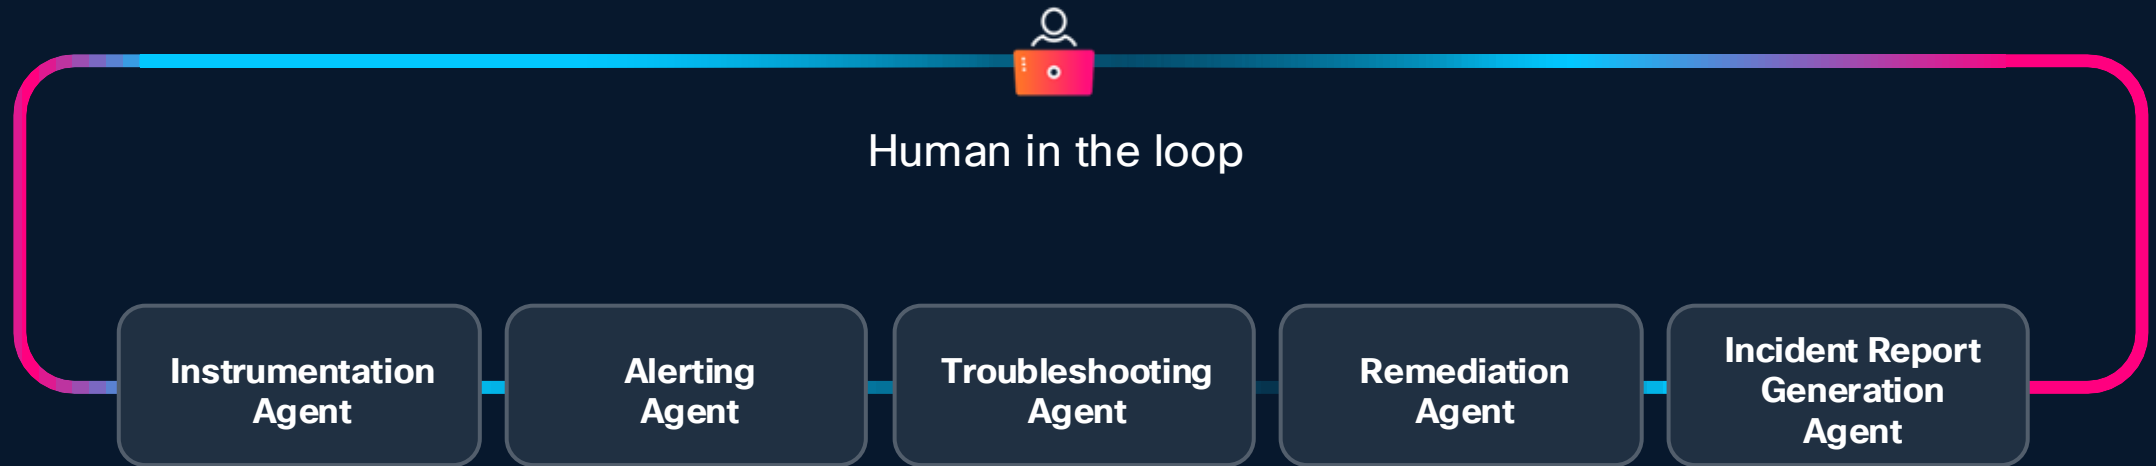 Human in the loop
Instrumentation
Agent
Alerting
Agent
Troubleshooting
Agent
Remediation
Agent
Incident Report
Generation
Agent